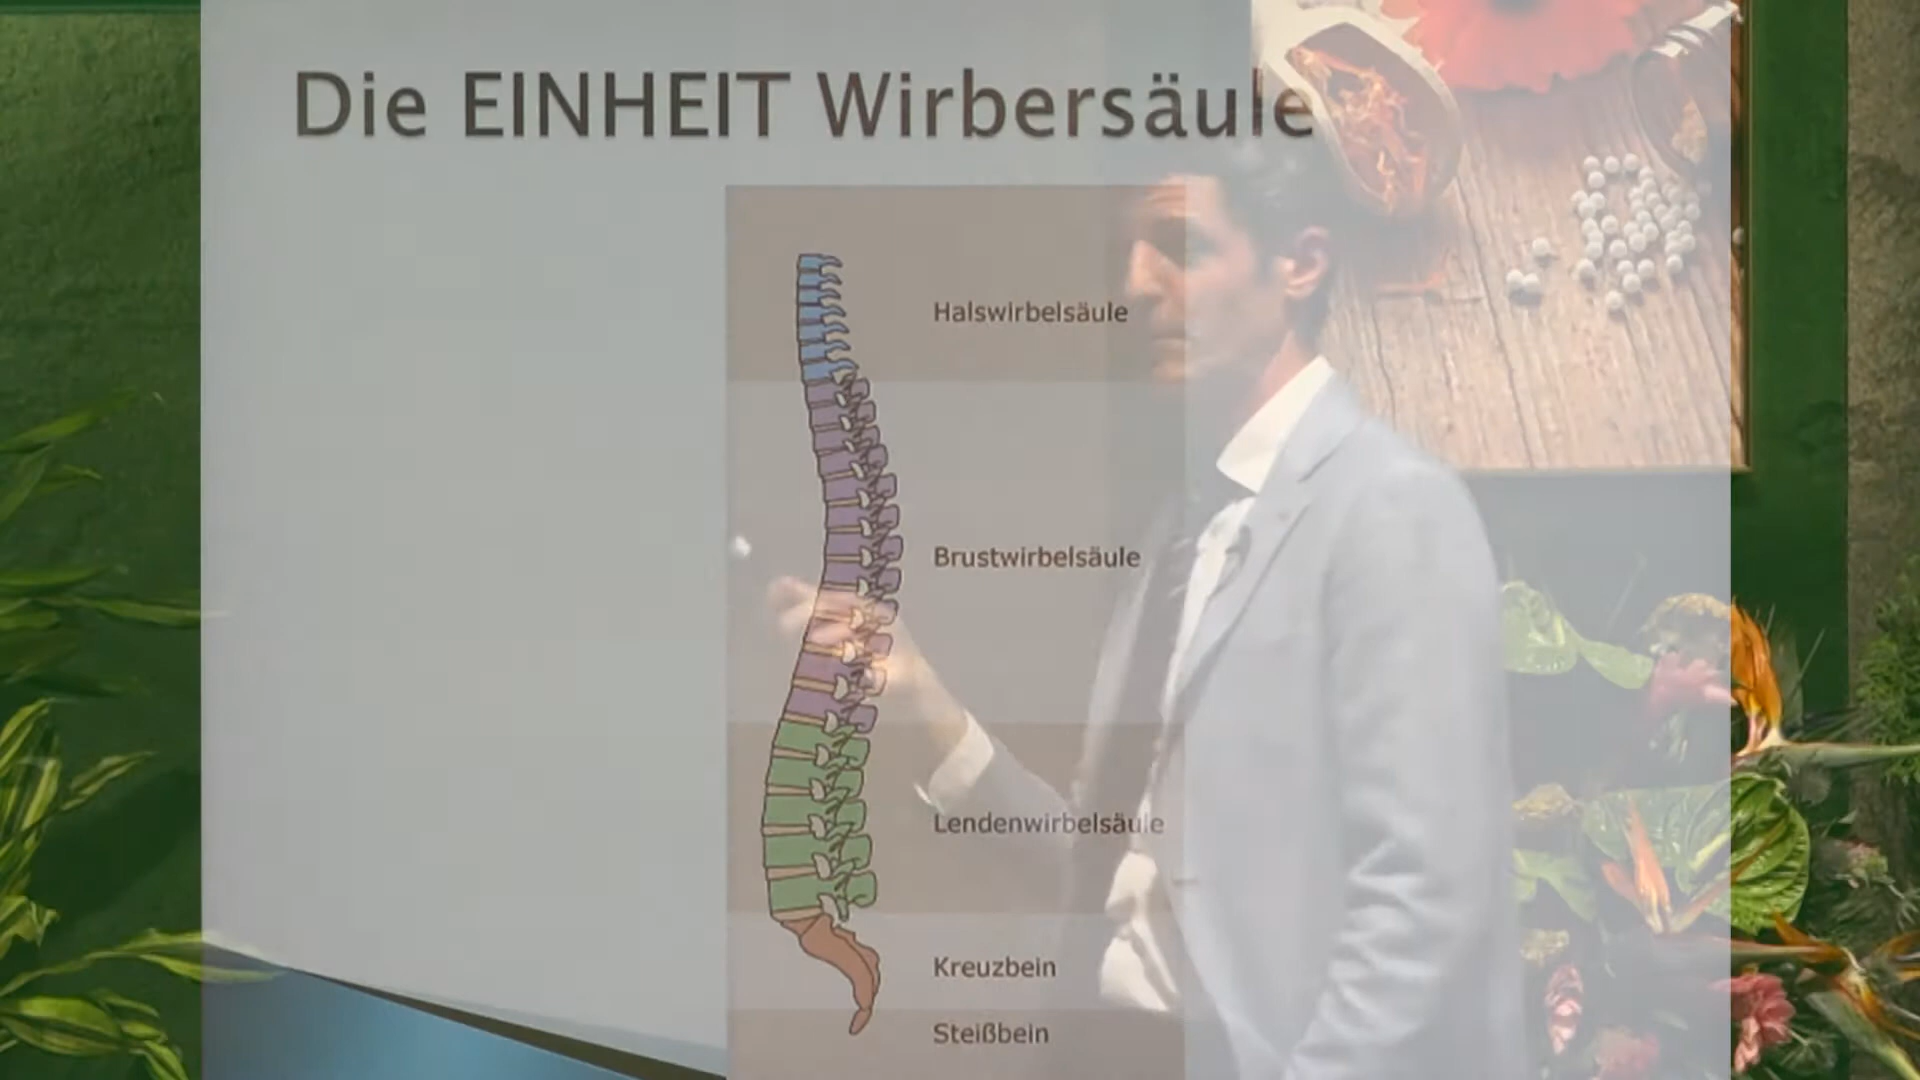 Die EINHEIT Wirbersäule
Halswirbelsäule
Brustwirbelsäule
Lendenwirbelsäule
Kreuzbein
Steißbein